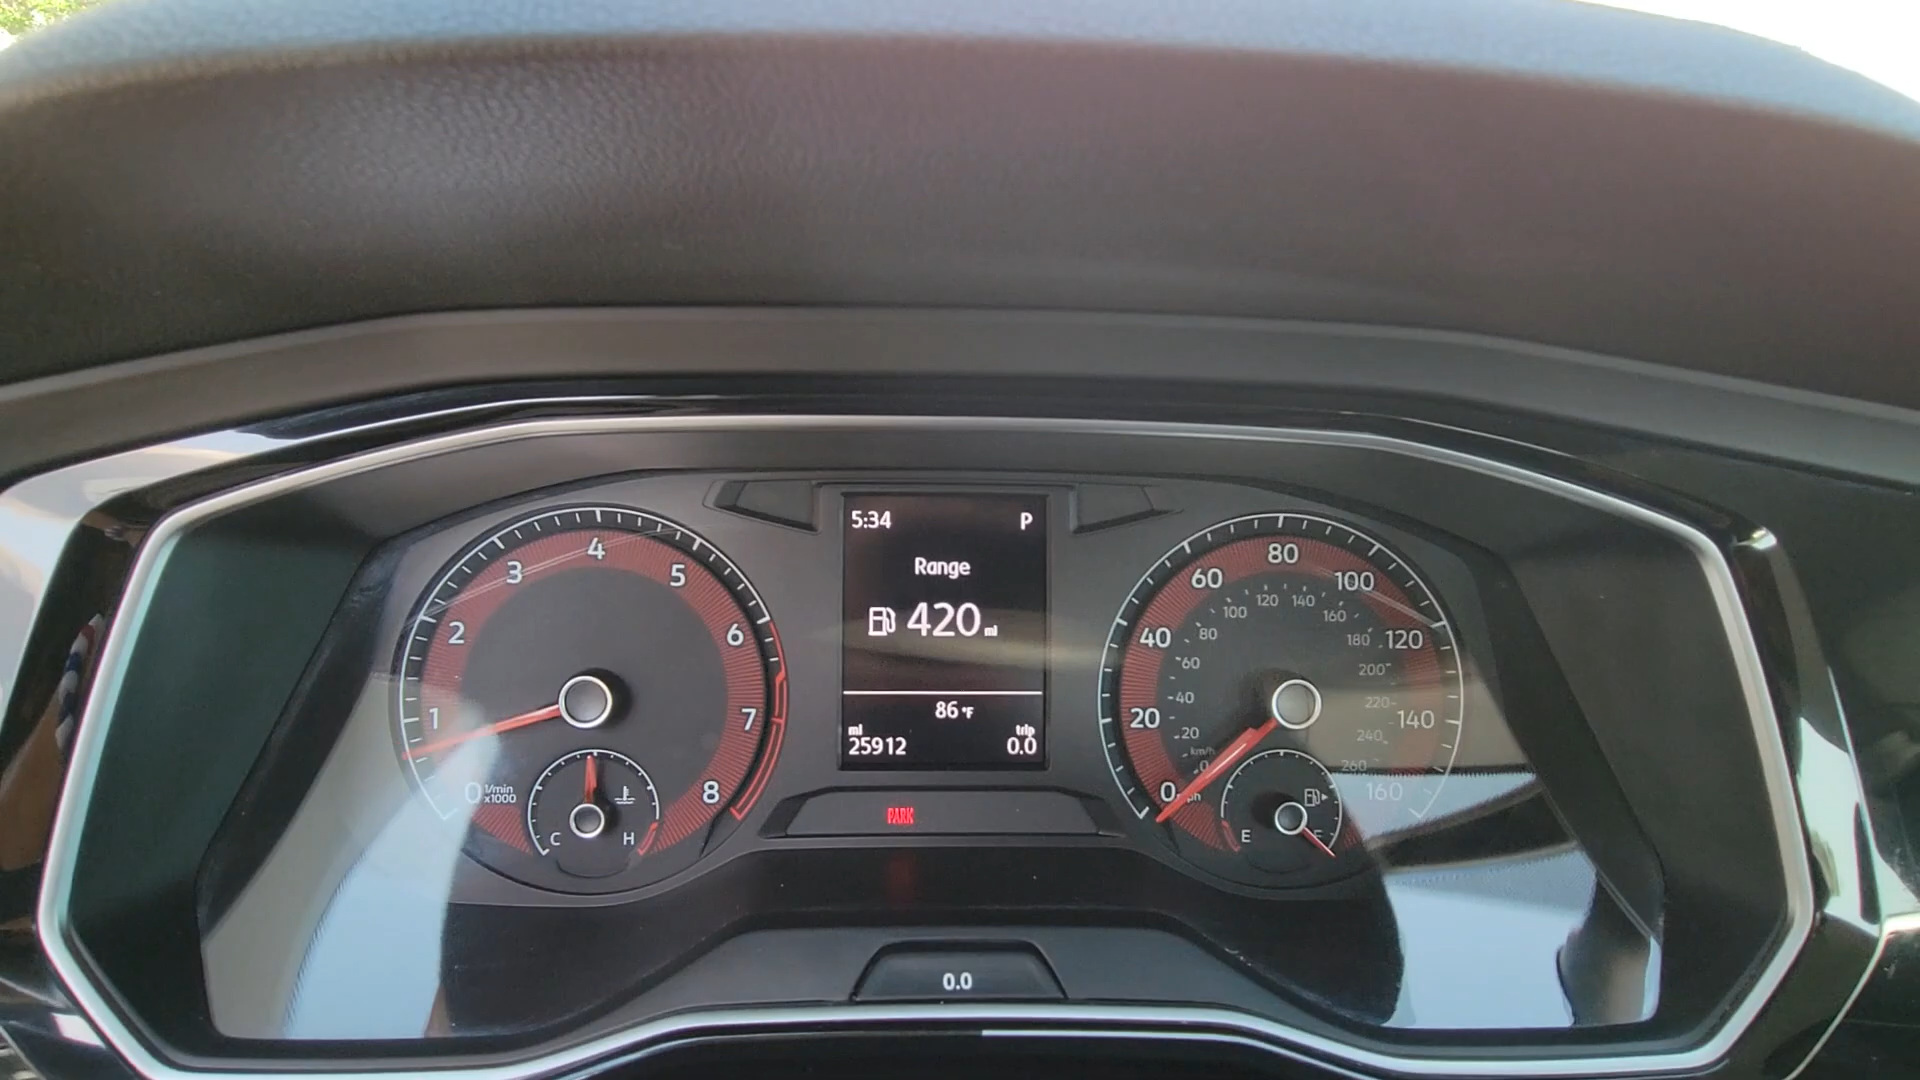 5:34 P
Range
420 mi
86 °F
mi trip
25912 0.0
PARK
0.0
0 1 2 3 4 5 6 7 8
1/min
x1000
C H
0 20 40 60 80 100 120 140 160
mph
km/h
0 20 40 60 80 100 120 140 160 180 200 220 240 260
E F